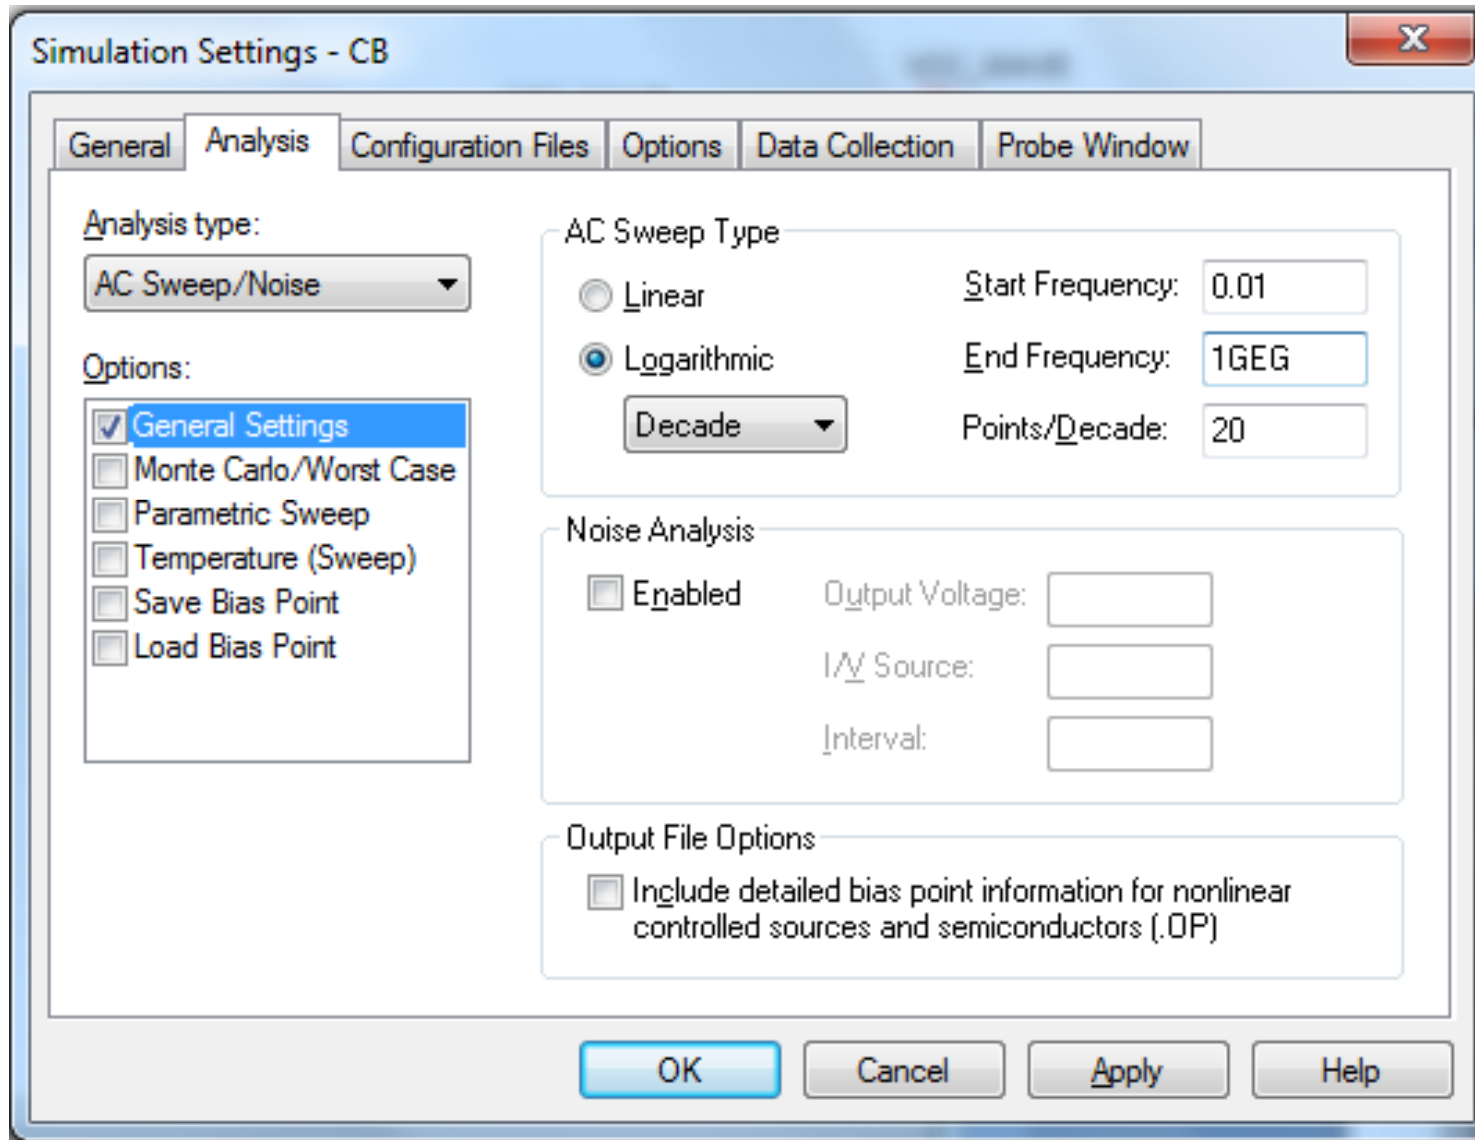 Simulation Settings - CB
General
Analysis
Configuration Files
Options
Data Collection
Probe Window
Analysis type:
AC Sweep/Noise
Options:
General Settings
Monte Carlo/Worst Case
Parametric Sweep
Temperature (Sweep)
Save Bias Point
Load Bias Point
AC Sweep Type
Linear
Logarithmic
Decade
Start Frequency: 0.01
End Frequency: 1GEG
Points/Decade: 20
Noise Analysis
Enabled
Output Voltage:
I/V Source:
Interval:
Output File Options
Include detailed bias point information for nonlinear
controlled sources and semiconductors (.OP)
OK
Cancel
Apply
Help